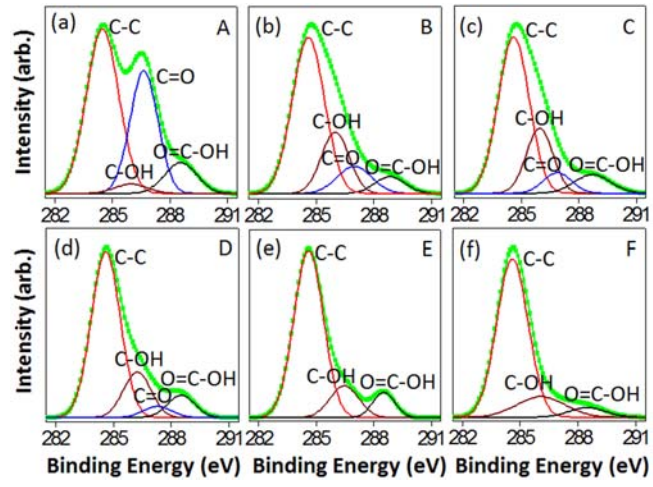 (a) A
C-C
C=O
C-OH
O=C-OH
Intensity (arb.)
282 285 288 291
(b) B
C-C
C-OH
C=O
O=C-OH
282 285 288 291
(c) C
C-C
C-OH
C=O
O=C-OH
282 285 288 291
(d) D
C-C
C-OH
C=O
O=C-OH
Intensity (arb.)
282 285 288 291
Binding Energy (eV)
(e) E
C-C
C-OH
O=C-OH
282 285 288 291
Binding Energy (eV)
(f) F
C-C
C-OH
O=C-OH
282 285 288 291
Binding Energy (eV)